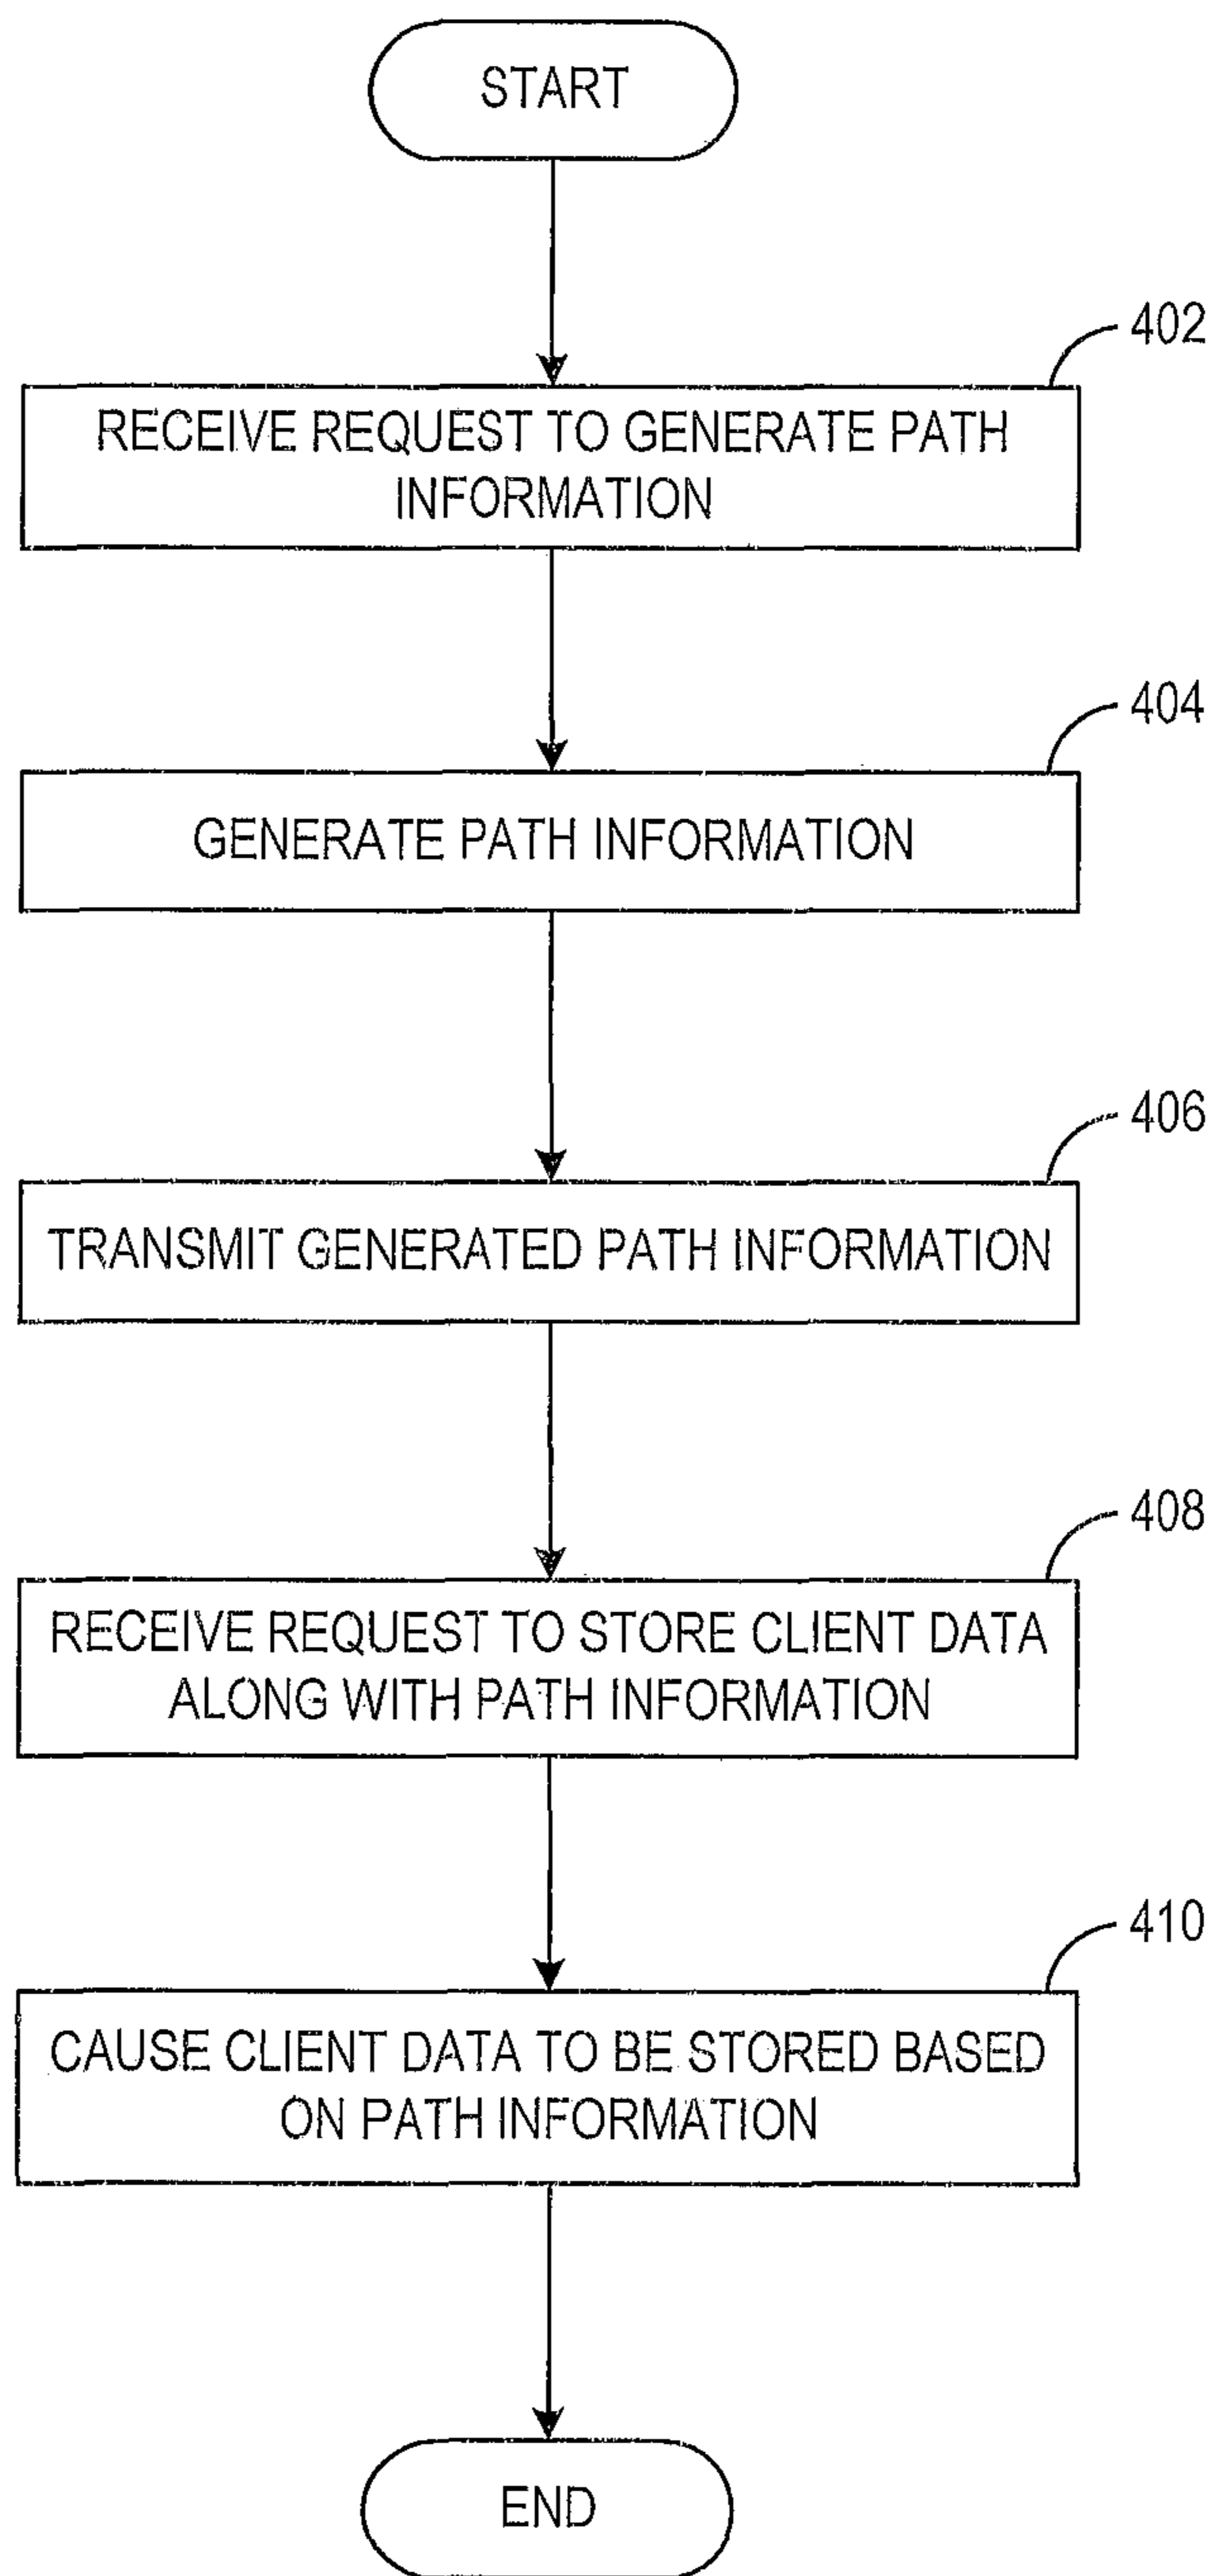 START
402
RECEIVE REQUEST TO GENERATE PATH
INFORMATION
404
GENERATE PATH INFORMATION
406
TRANSMIT GENERATED PATH INFORMATION
408
RECEIVE REQUEST TO STORE CLIENT DATA
ALONG WITH PATH INFORMATION
410
CAUSE CLIENT DATA TO BE STORED BASED
ON PATH INFORMATION
END